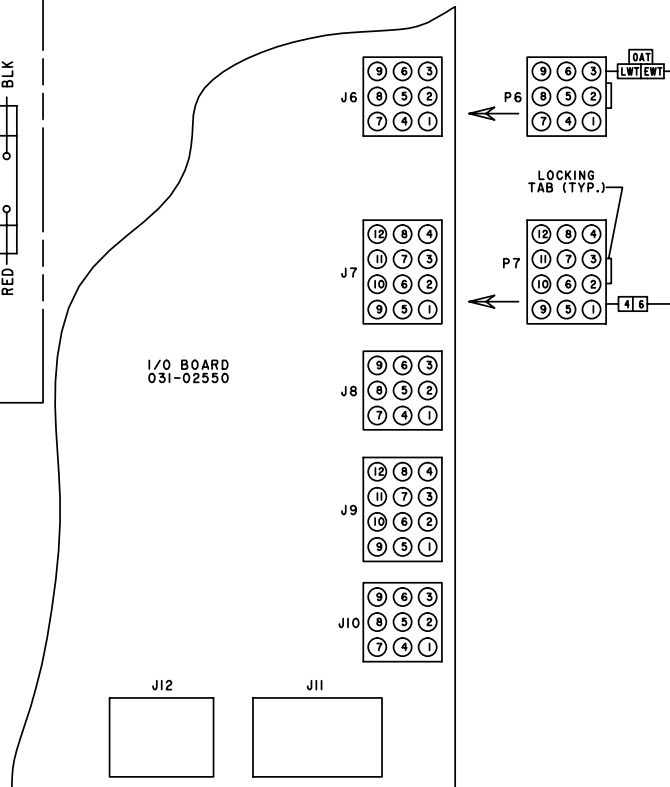 BLK
RED
I/O BOARD
031-02550
J6
9 6 3
8 5 2
7 4 1
J7
12 8 4
11 7 3
10 6 2
9 5 1
J8
9 6 3
8 5 2
7 4 1
J9
12 8 4
11 7 3
10 6 2
9 5 1
J10
9 6 3
8 5 2
7 4 1
J12
J11
P6
9 6 3
8 5 2
7 4 1
OAT
LWT EWT
LOCKING
TAB (TYP.)
P7
12 8 4
11 7 3
10 6 2
9 5 1
4 6